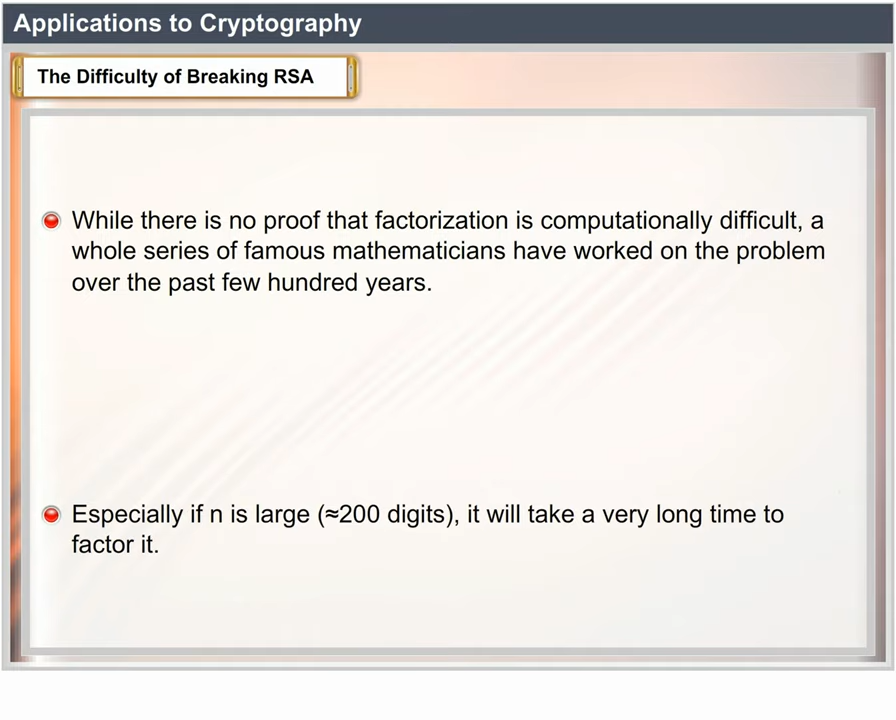 Applications to Cryptography
The Difficulty of Breaking RSA
While there is no proof that factorization is computationally difficult, a
whole series of famous mathematicians have worked on the problem
over the past few hundred years.
Especially if n is large (≈200 digits), it will take a very long time to
factor it.